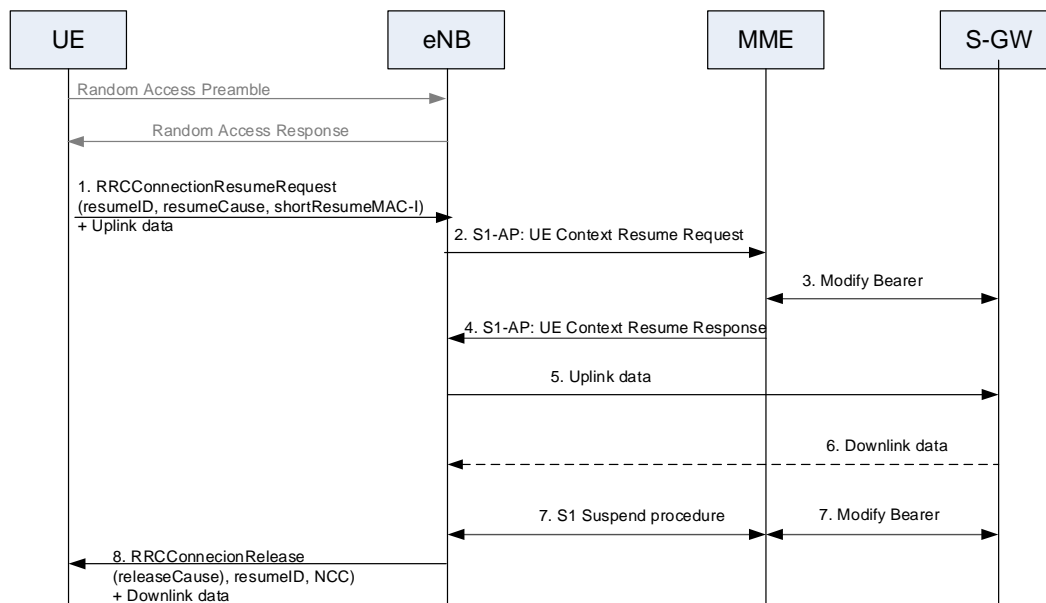 UE
eNB
MME
S-GW
Random Access Preamble
Random Access Response
1. RRCConnectionResumeRequest
(resumeID, resumeCause, shortResumeMAC-I)
+ Uplink data
2. S1-AP: UE Context Resume Request
3. Modify Bearer
4. S1-AP: UE Context Resume Response
5. Uplink data
6. Downlink data
7. S1 Suspend procedure
7. Modify Bearer
8. RRCConnecionRelease
(releaseCause), resumeID, NCC)
+ Downlink data